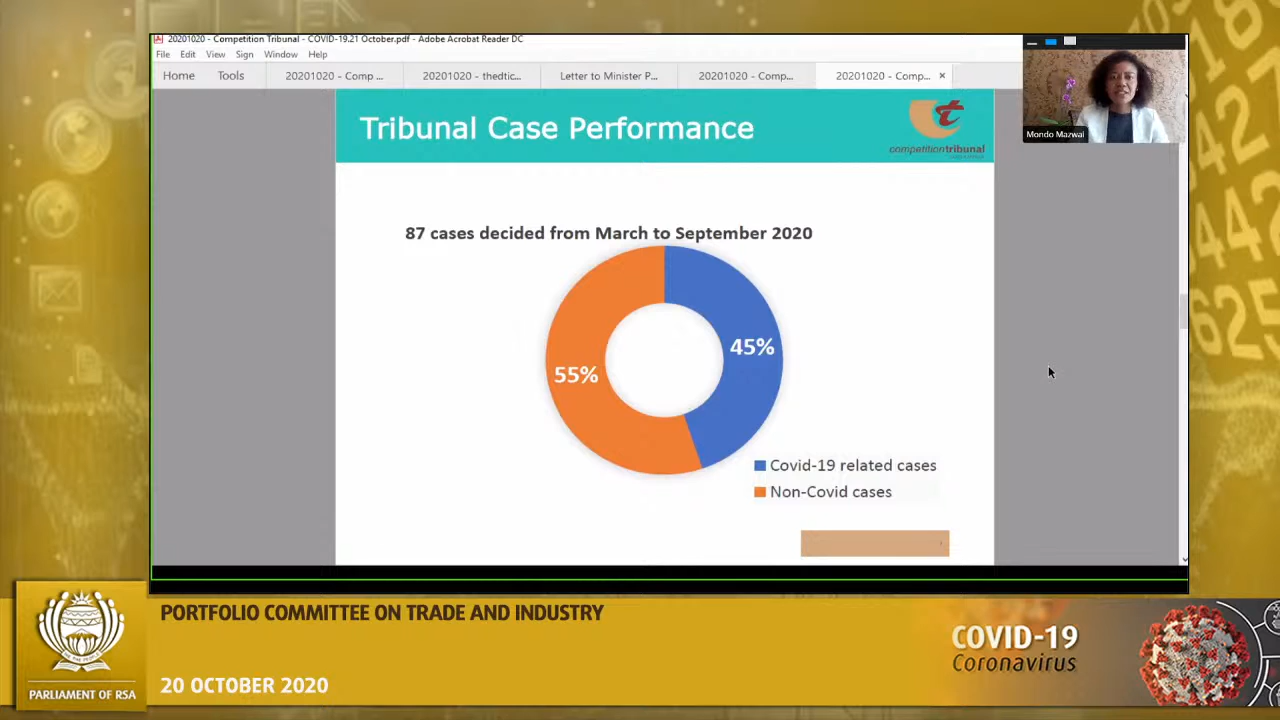 20201020 - Competition Tribunal - COVID-19.21 October.pdf - Adobe Acrobat Reader DC
File Edit View Sign Window Help
Home Tools 20201020 - Comp ... 20201020 - thedtic... Letter to Minister P... 20201020 - Comp... 20201020 - Comp... ×
Tribunal Case Performance
competitiontribunal
Mondo Mazwai
87 cases decided from March to September 2020
45%
55%
Covid-19 related cases
Non-Covid cases
PORTFOLIO COMMITTEE ON TRADE AND INDUSTRY
COVID-19
Coronavirus
20 OCTOBER 2020
PARLIAMENT OF RSA